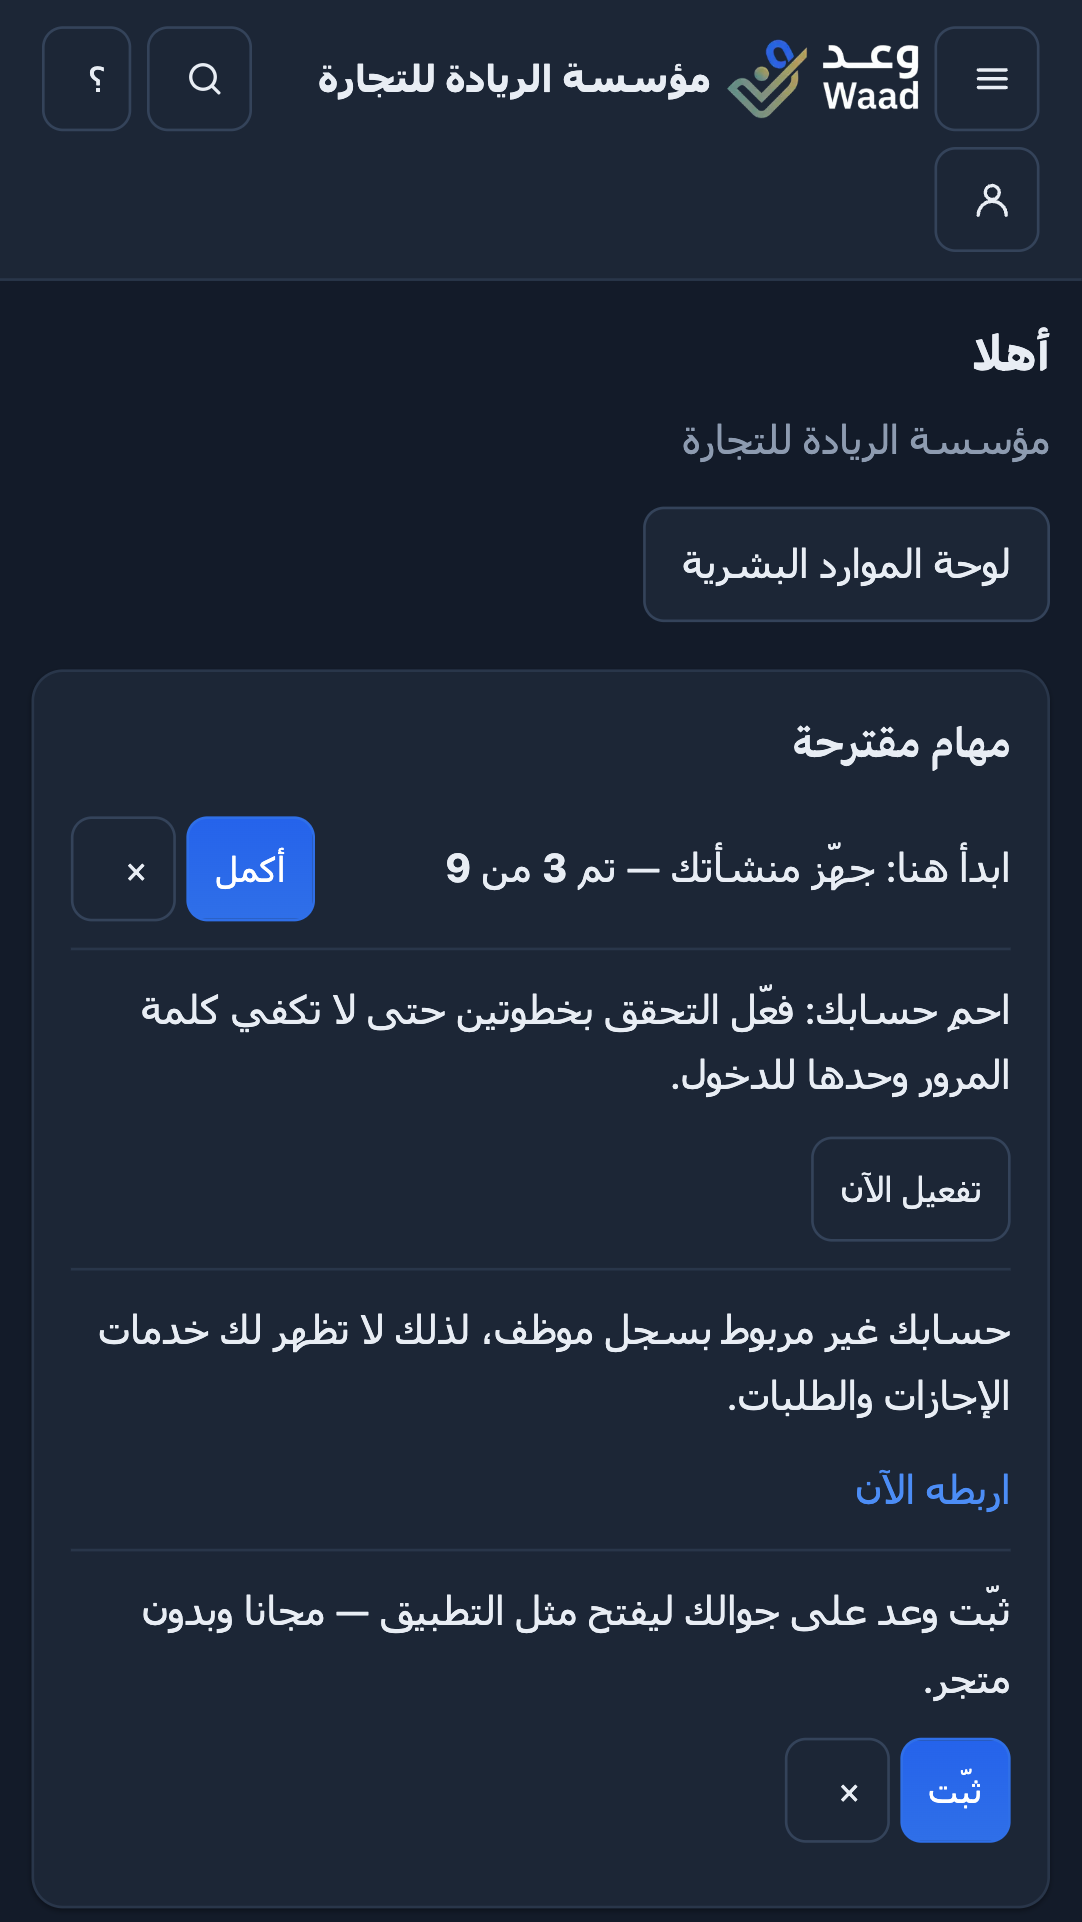 وعد
Waad
مؤسسة الريادة للتجارة
؟
أهلا
مؤسسة الريادة للتجارة
لوحة الموارد البشرية
مهام مقترحة
ابدأ هنا: جهّز منشأتك — تم 3 من 9
أكمل
×
احمِ حسابك: فعّل التحقق بخطوتين حتى لا تكفي كلمة
المرور وحدها للدخول.
تفعيل الآن
حسابك غير مربوط بسجل موظف، لذلك لا تظهر لك خدمات
الإجازات والطلبات.
اربطه الآن
ثبّت وعد على جوالك ليفتح مثل التطبيق — مجانا وبدون
متجر.
ثبّت
×